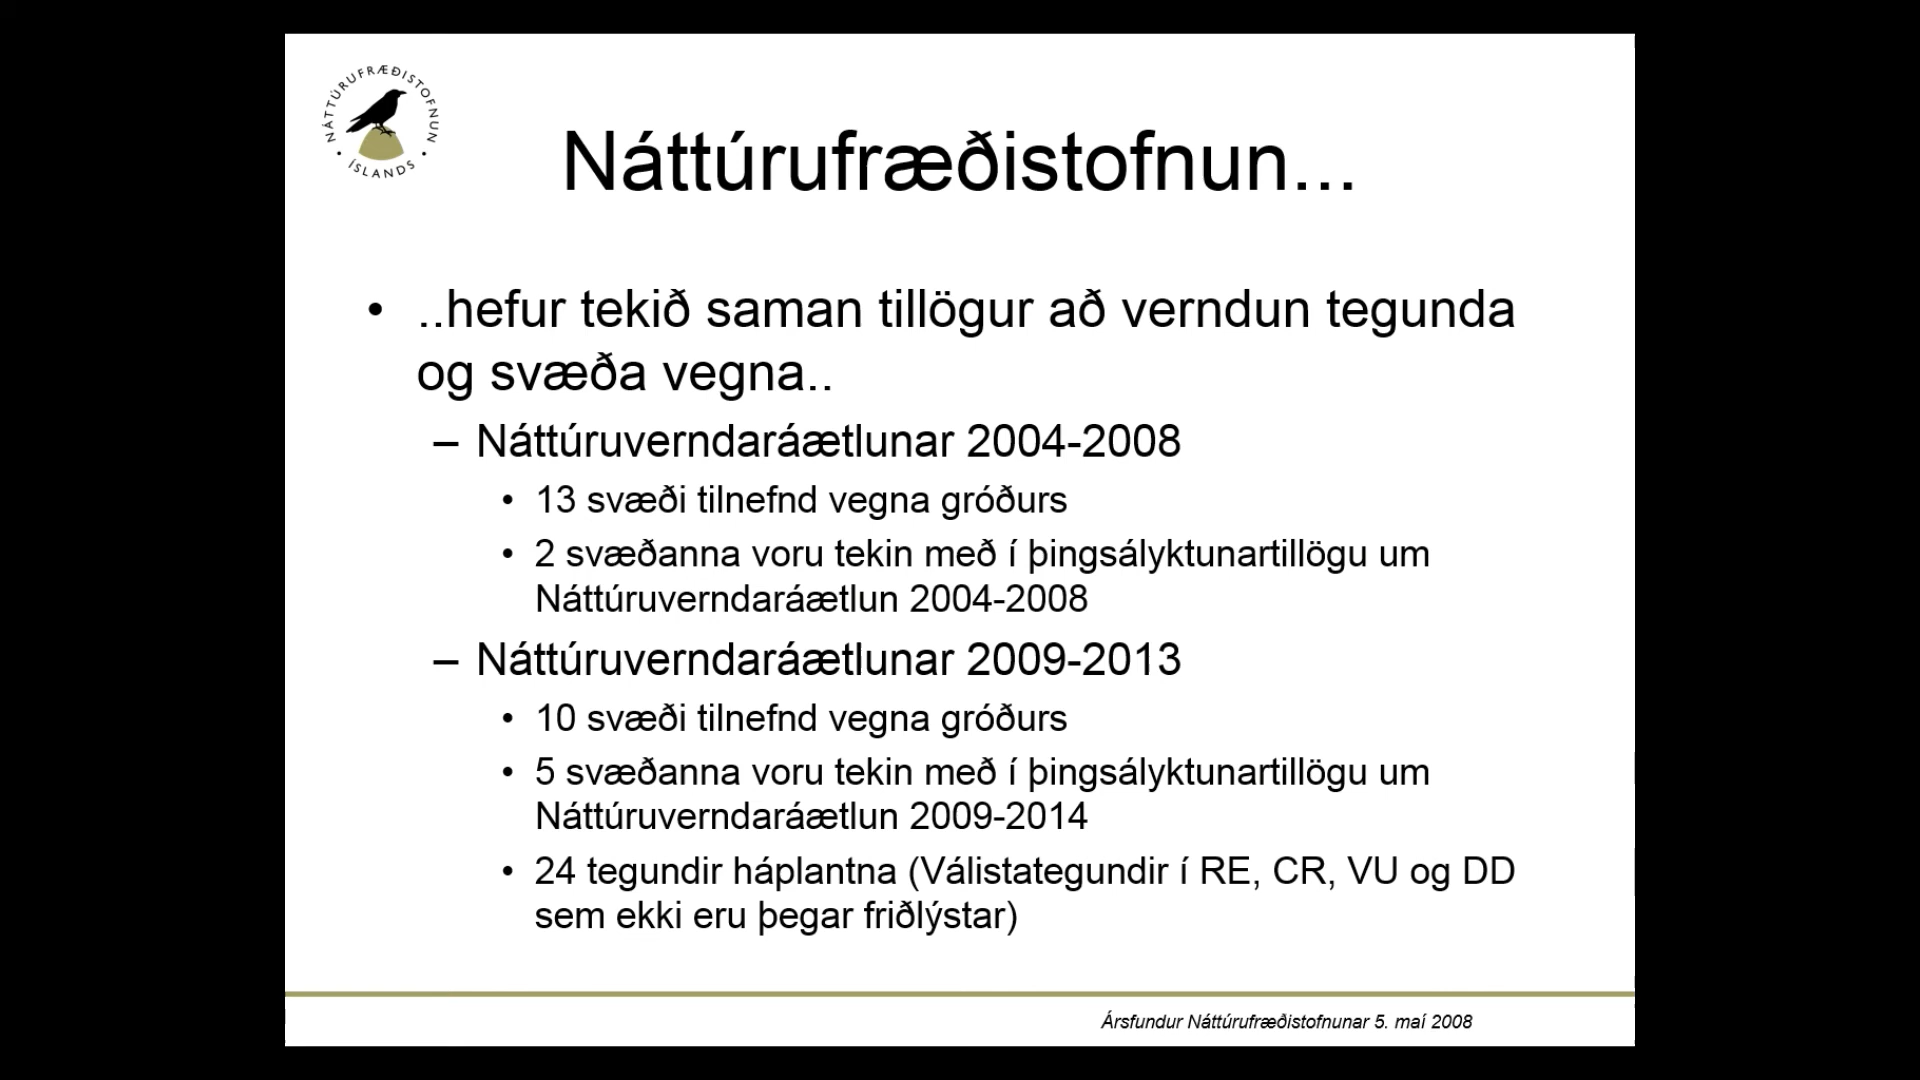 NÁTTÚRUFRÆÐISTOFNUN
• ÍSLANDS •
Náttúrufræðistofnun...
• ..hefur tekið saman tillögur að verndun tegunda
og svæða vegna..
– Náttúruverndaráætlunar 2004-2008
• 13 svæði tilnefnd vegna gróðurs
• 2 svæðanna voru tekin með í þingsályktunartillögu um
Náttúruverndaráætlun 2004-2008
– Náttúruverndaráætlunar 2009-2013
• 10 svæði tilnefnd vegna gróðurs
• 5 svæðanna voru tekin með í þingsályktunartillögu um
Náttúruverndaráætlun 2009-2014
• 24 tegundir háplantna (Válistategundir í RE, CR, VU og DD
sem ekki eru þegar friðlýstar)
Ársfundur Náttúrufræðistofnunar 5. maí 2008